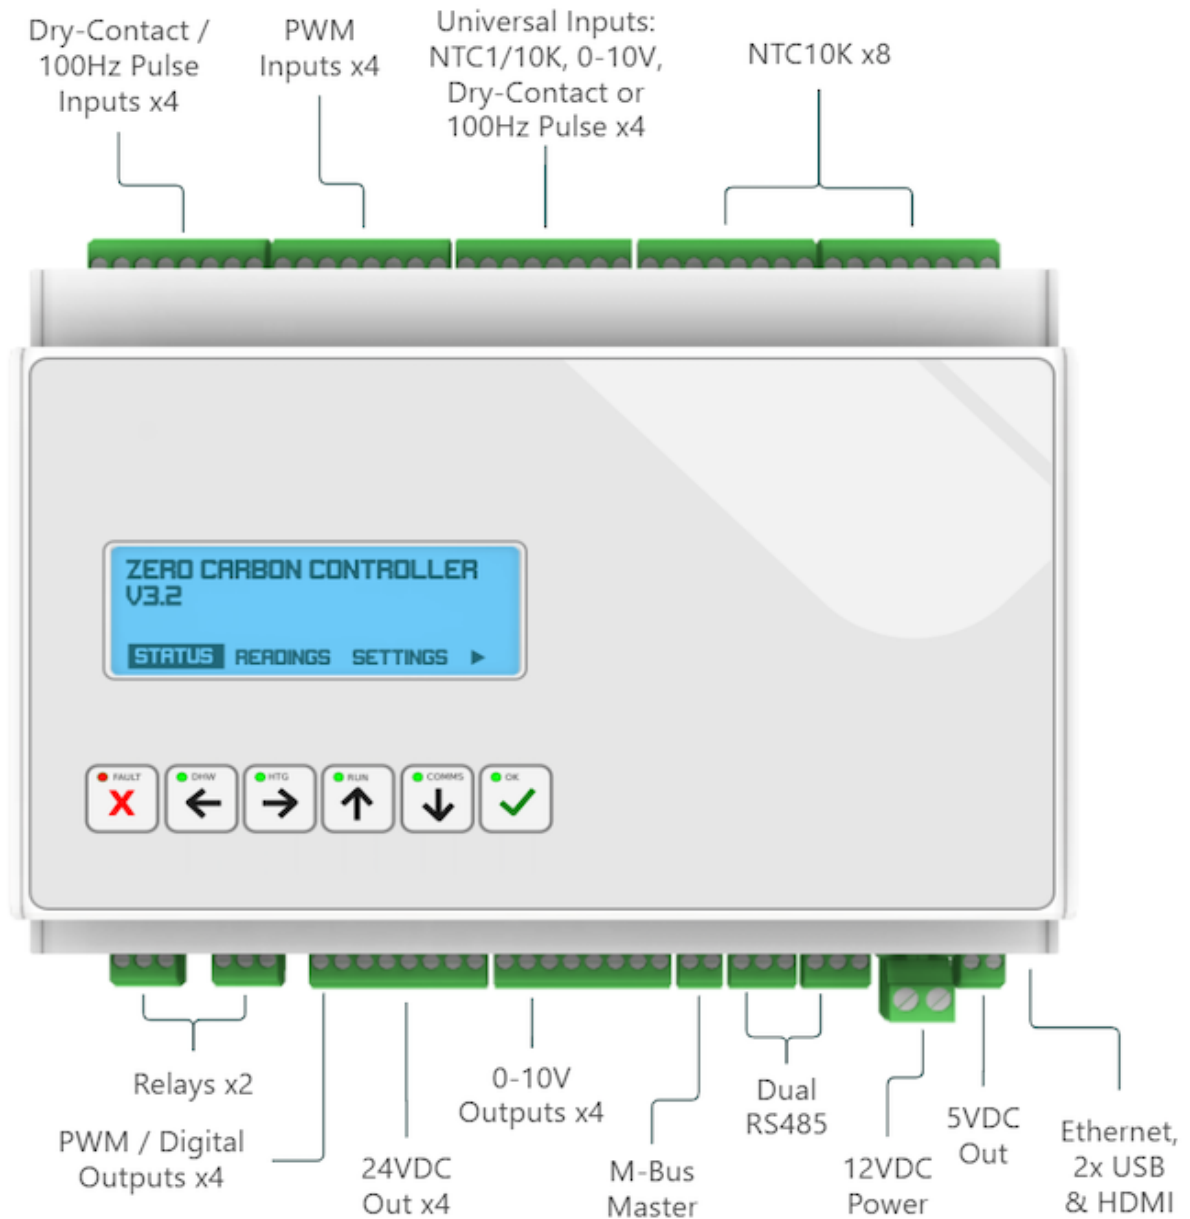 Dry-Contact /
100Hz Pulse
Inputs x4
PWM
Inputs x4
Universal Inputs:
NTC1/10K, 0-10V,
Dry-Contact or
100Hz Pulse x4
NTC10K x8
ZERO CARBON CONTROLLER
V3.2
STATUS READINGS SETTINGS
FAULT
DHW
HTG
RUN
COMMS
OK
Relays x2
PWM / Digital
Outputs x4
24VDC
Out x4
0-10V
Outputs x4
M-Bus
Master
Dual
RS485
12VDC
Power
5VDC
Out
Ethernet,
2x USB
& HDMI